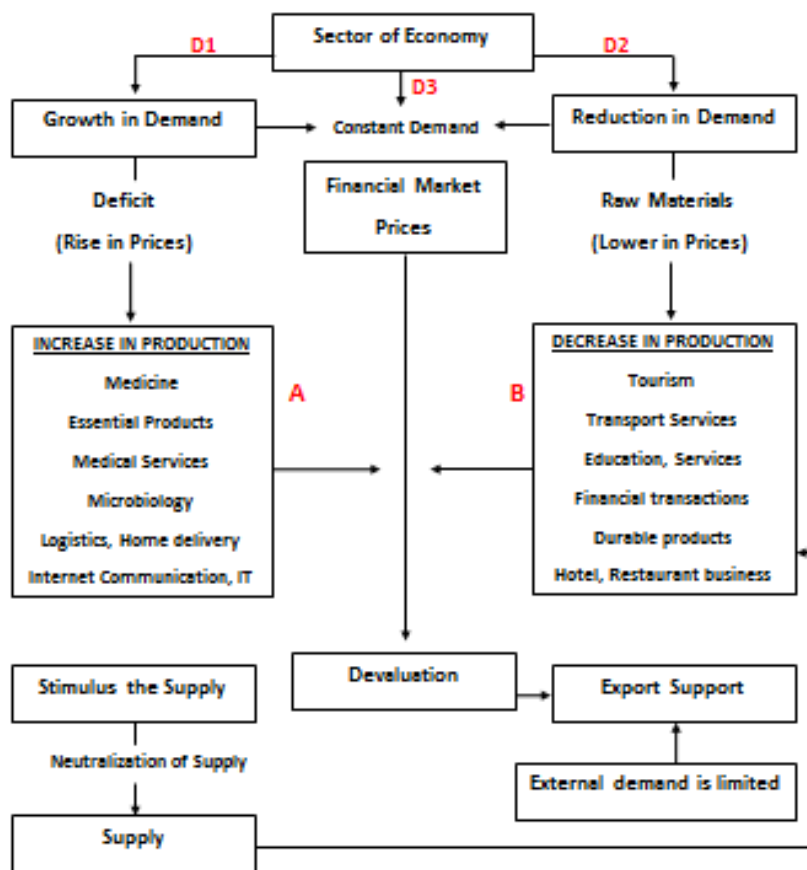 Sector of Economy
D1
D2
D3
Growth in Demand
Constant Demand
Reduction in Demand
Deficit
(Rise in Prices)
Financial Market
Prices
Raw Materials
(Lower in Prices)
INCREASE IN PRODUCTION
Medicine
Essential Products
Medical Services
Microbiology
Logistics, Home delivery
Internet Communication, IT
A
B
DECREASE IN PRODUCTION
Tourism
Transport Services
Education, Services
Financial transactions
Durable products
Hotel, Restaurant business
Stimulus the Supply
Devaluation
Export Support
Neutralization of Supply
External demand is limited
Supply